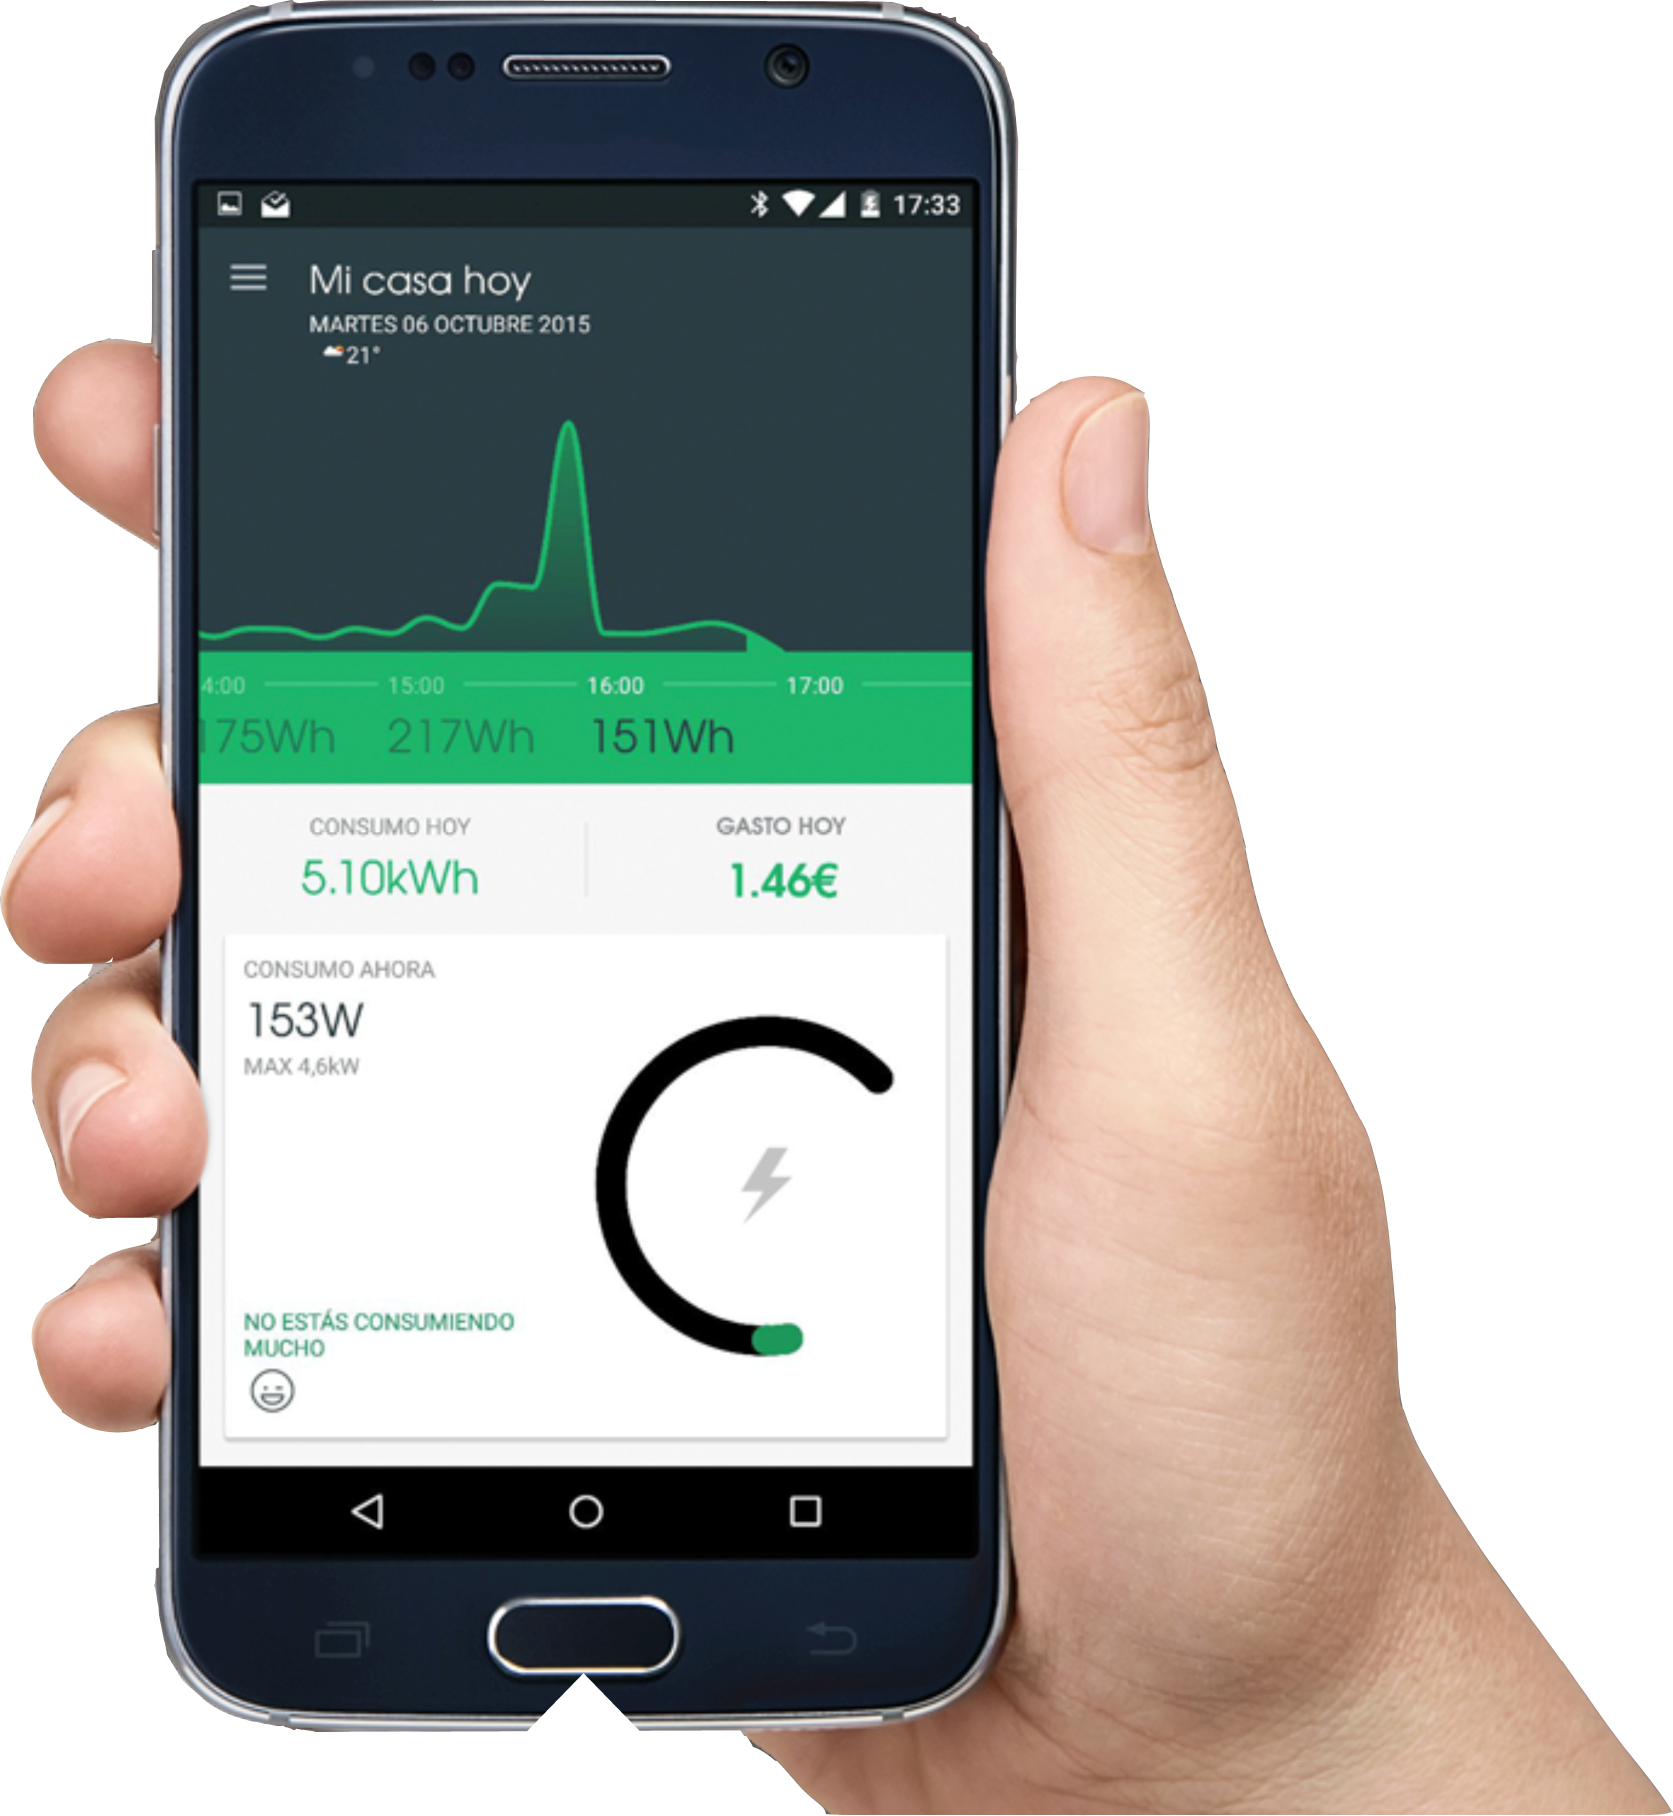 17:33
Mi casa hoy
MARTES 06 OCTUBRE 2015
21°
4:00 15:00 16:00 17:00
175Wh 217Wh 151Wh
CONSUMO HOY GASTO HOY
5.10kWh 1.46€
CONSUMO AHORA
153W
MAX 4,6kW
NO ESTÁS CONSUMIENDO
MUCHO